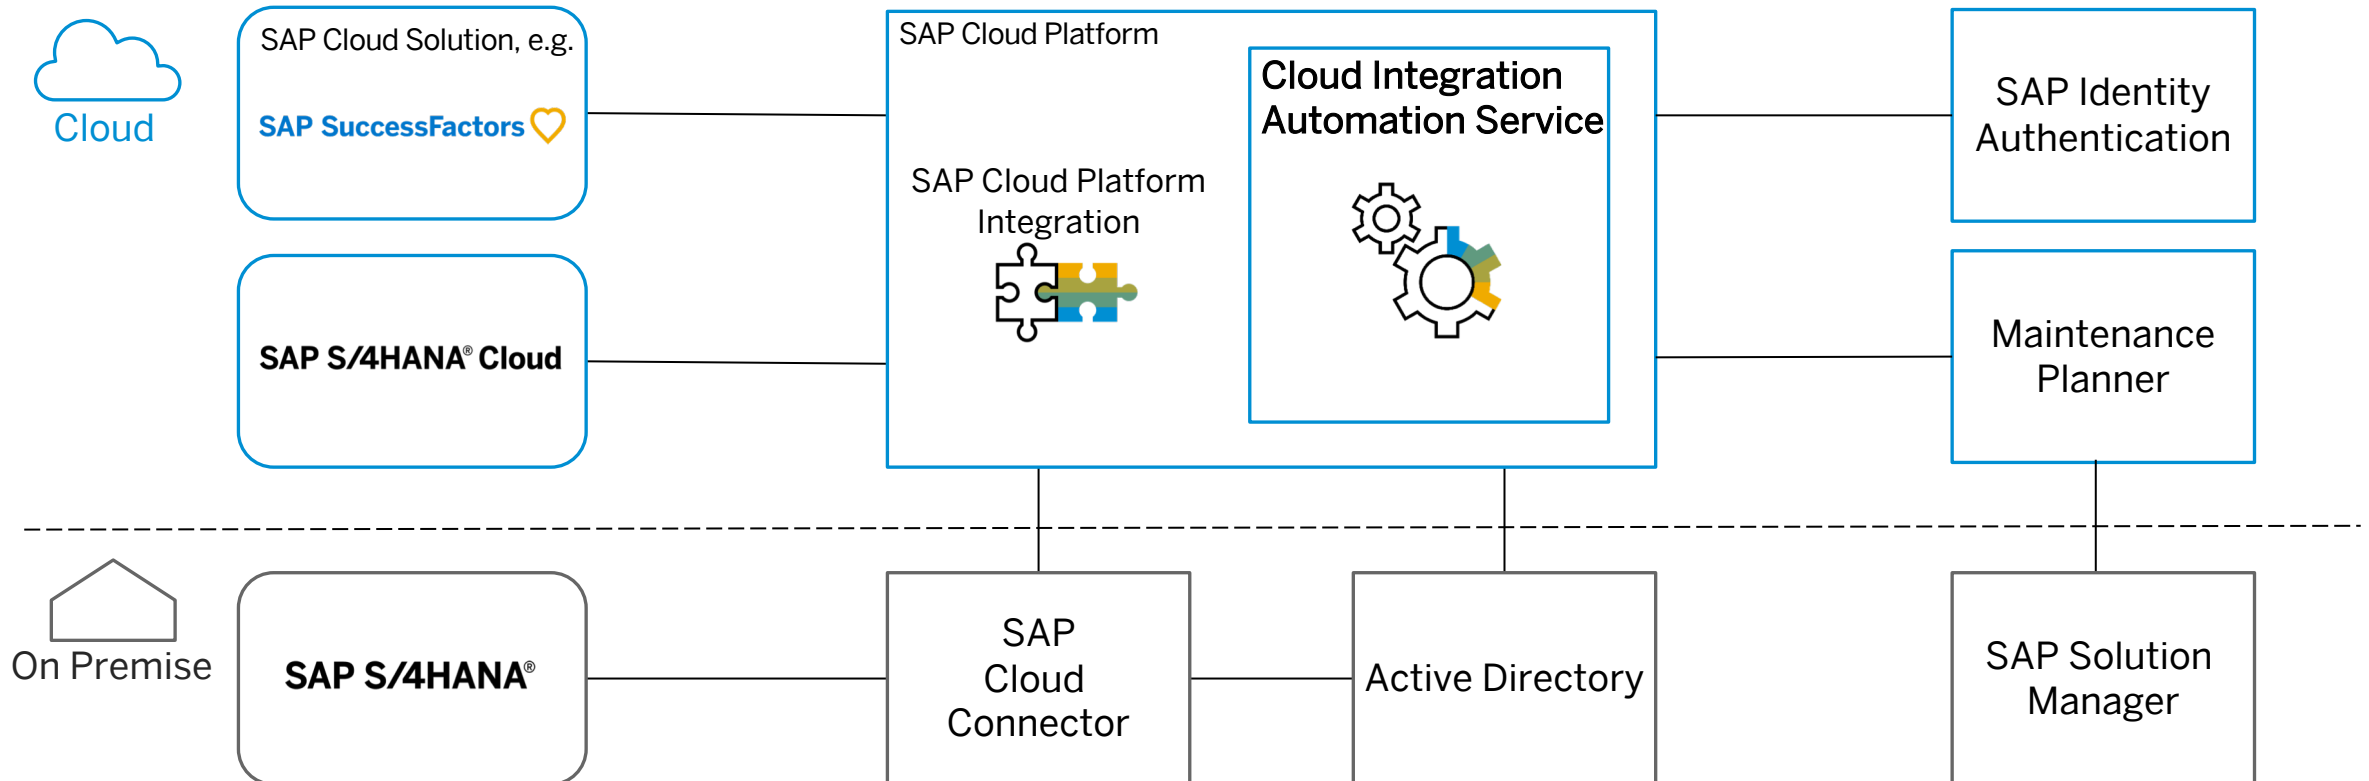 Cloud
SAP Cloud Solution, e.g.
SAP SuccessFactors
SAP S/4HANA® Cloud
SAP Cloud Platform
SAP Cloud Platform
Integration
Cloud Integration
Automation Service
SAP Identity
Authentication
Maintenance
Planner
On Premise
SAP S/4HANA®
SAP
Cloud
Connector
Active Directory
SAP Solution
Manager